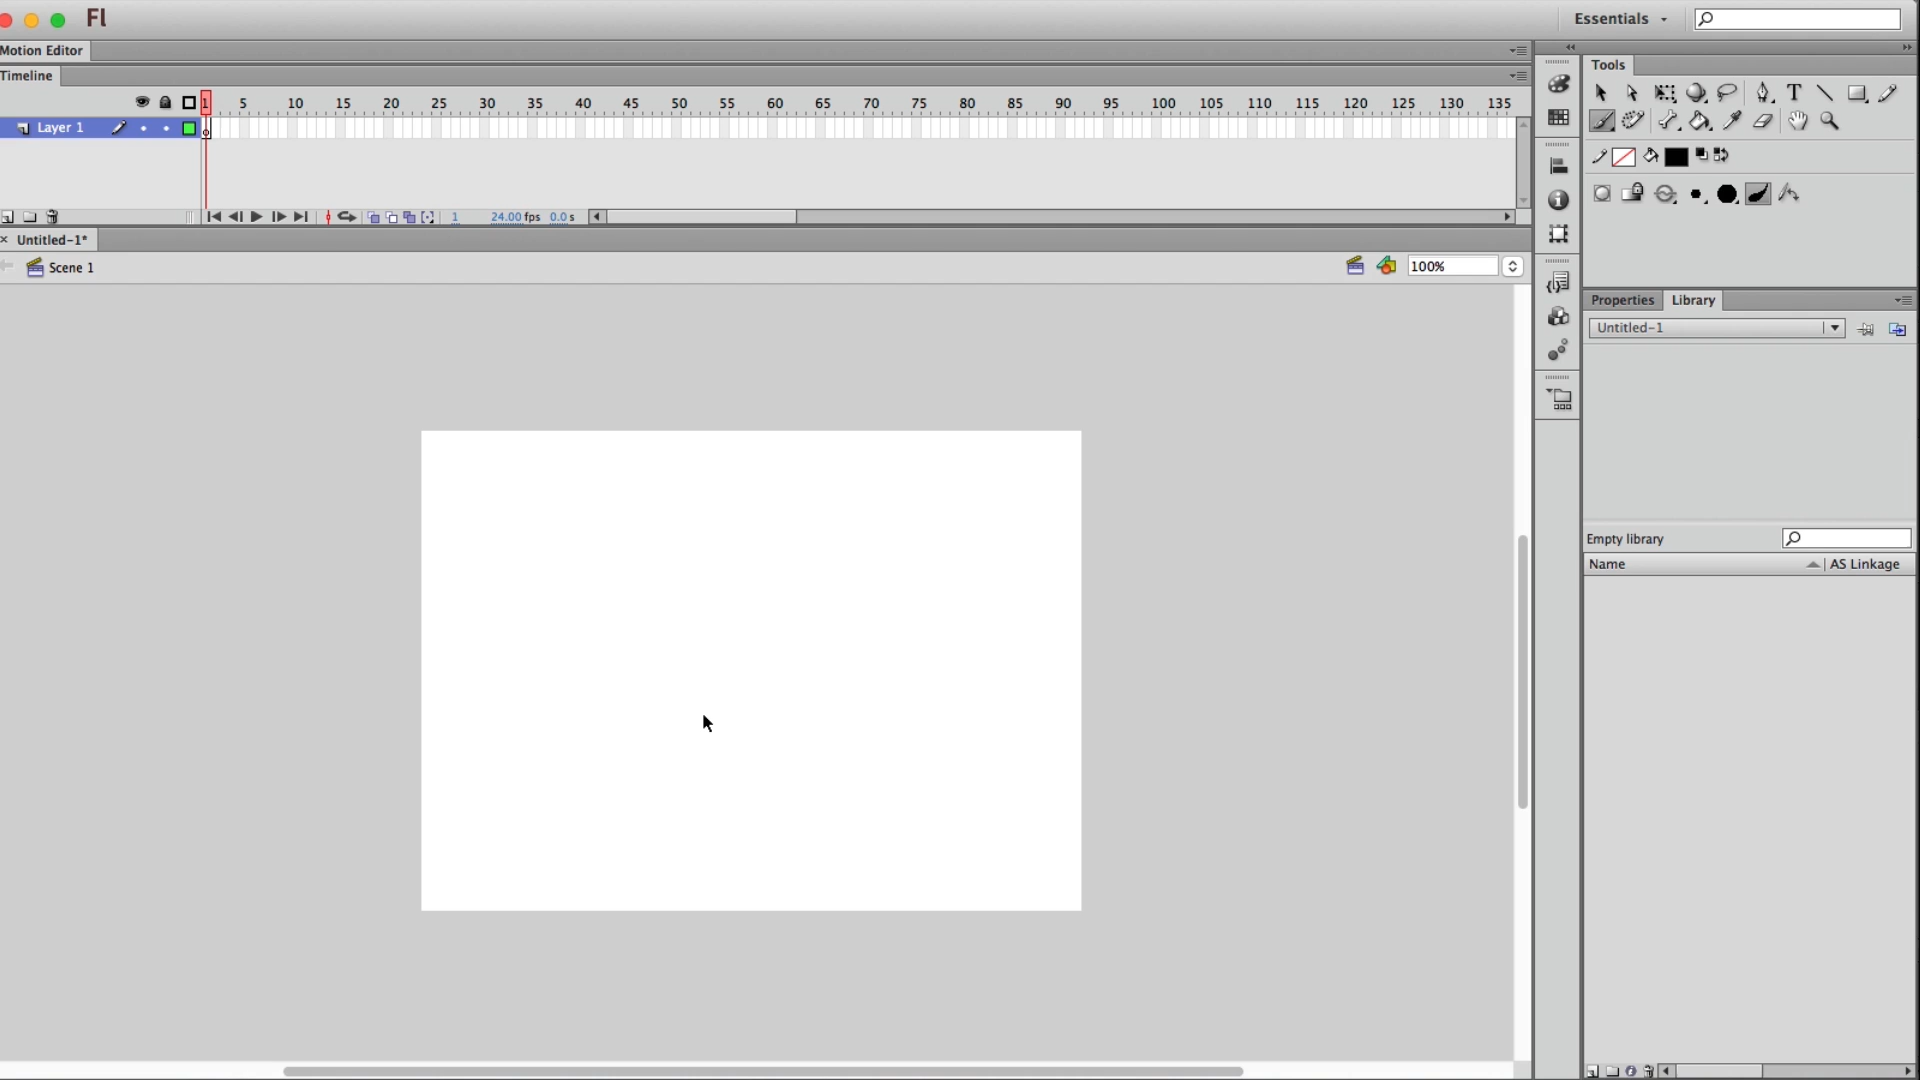 Fl
Essentials
Motion Editor
Timeline
Tools
1 5 10 15 20 25 30 35 40 45 50 55 60 65 70 75 80 85 90 95 100 105 110 115 120 125 130 135
Layer 1
1 24.00 fps 0.0 s
Untitled-1*
Scene 1
100%
Properties Library
Untitled-1
Empty library
Name AS Linkage